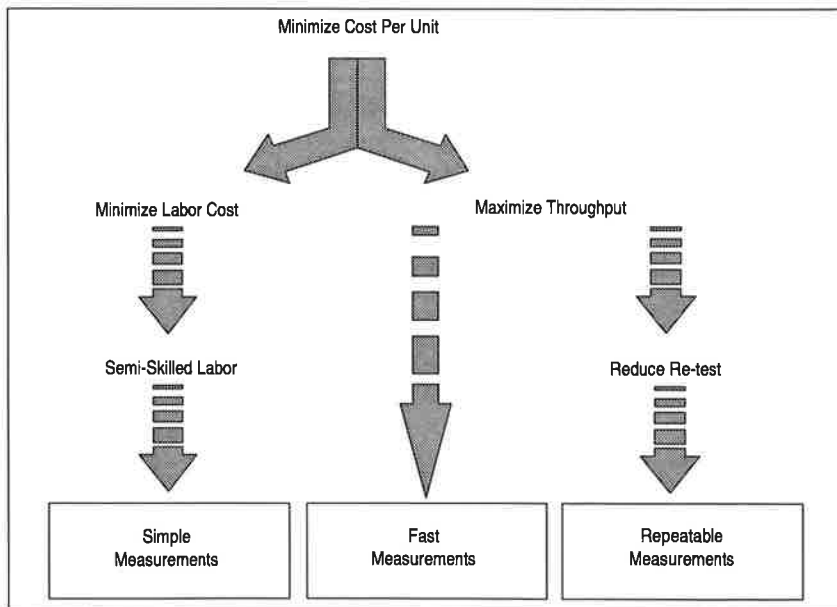 Minimize Cost Per Unit
Minimize Labor Cost
Maximize Throughput
Semi-Skilled Labor
Reduce Re-test
Simple
Measurements
Fast
Measurements
Repeatable
Measurements